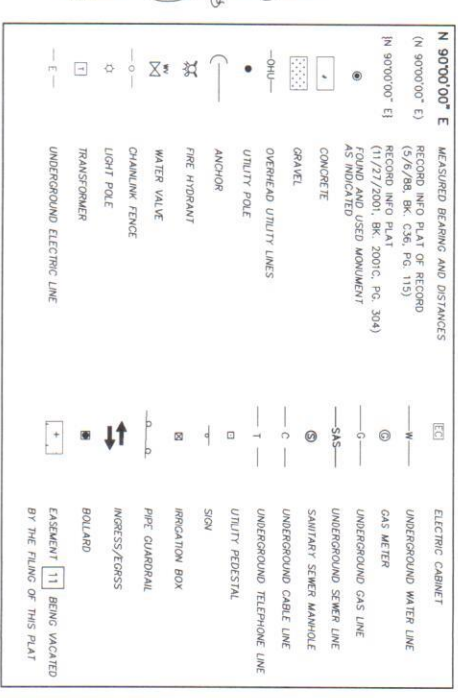 N 90°00'00" E MEASURED BEARING AND DISTANCES
(N 90°00'00" E) RECORD INFO PLAT OF RECORD
(5/6/88, BK. C36, PG. 115)
[N 90°00'00" E] RECORD INFO PLAT
(11/27/2001, BK. 2001C, PG. 304)
FOUND AND USED MONUMENT
AS INDICATED
CONCRETE
GRAVEL
—OHU— OVERHEAD UTILITY LINES
UTILITY POLE
ANCHOR
FIRE HYDRANT
WV WATER VALVE
CHAINLINK FENCE
LIGHT POLE
T TRANSFORMER
— E — UNDERGROUND ELECTRIC LINE
EC ELECTRIC CABINET
— W — UNDERGROUND WATER LINE
G GAS METER
— G — UNDERGROUND GAS LINE
— SAS — UNDERGROUND SEWER LINE
S SANITARY SEWER MANHOLE
— C — UNDERGROUND CABLE LINE
— T — UNDERGROUND TELEPHONE LINE
UTILITY PEDESTAL
SIGN
IRRIGATION BOX
PIPE GUARDRAIL
INGRESS/EGRSS
BOLLARD
EASEMENT 11 BEING VACATED
BY THE FILING OF THIS PLAT